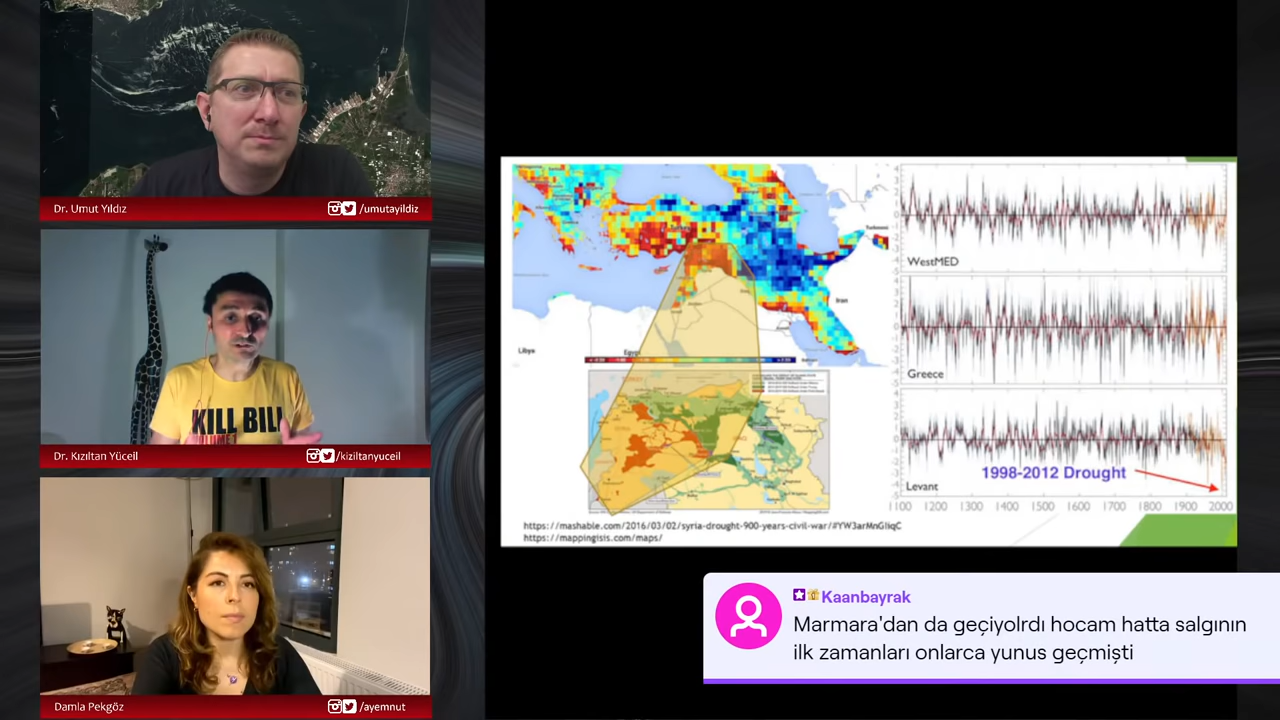 Dr. Umut Yıldız
/umutayildiz
KILL BILL
Dr. Kızıltan Yüceil
/kiziltanyuceil
Damla Pekgöz
/ayemnut
Libya
Egypt
Iran
WestMED
Greece
Levant
1998-2012 Drought
1100 1200 1300 1400 1500 1600 1700 1800 1900 2000
https://mashable.com/2016/03/02/syria-drought-900-years-civil-war/#YW3arMnGIiqC
https://mappingisis.com/maps/
Kaanbayrak
Marmara'dan da geçiyolrdı hocam hatta salgının
ilk zamanları onlarca yunus geçmişti